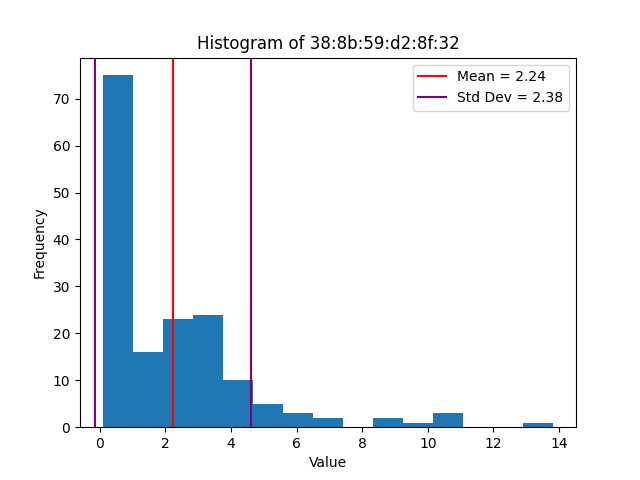 Histogram of 38:8b:59:d2:8f:32
Mean = 2.24
Std Dev = 2.38
Frequency
70
60
50
40
30
20
10
0
0 2 4 6 8 10 12 14
Value